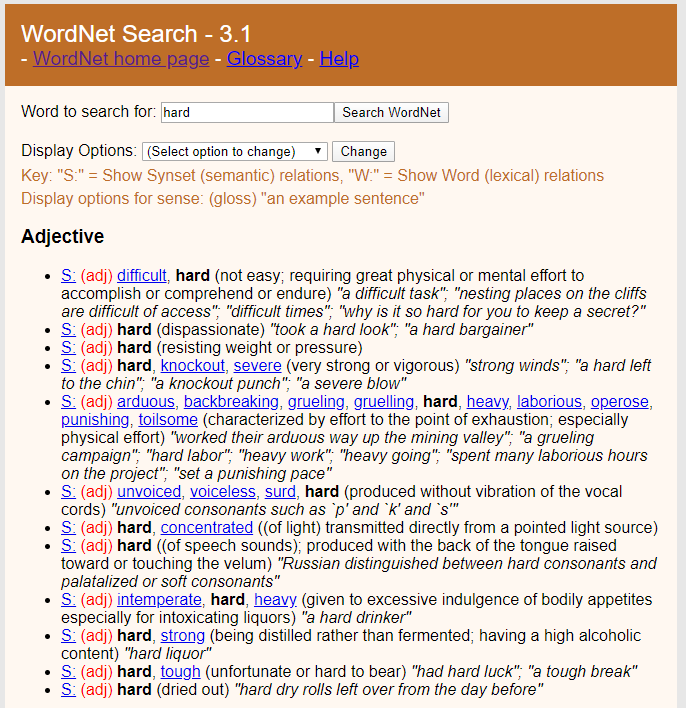 WordNet Search - 3.1
- WordNet home page - Glossary - Help
Word to search for: hard Search WordNet
Display Options: (Select option to change) Change
Key: "S:" = Show Synset (semantic) relations, "W:" = Show Word (lexical) relations
Display options for sense: (gloss) "an example sentence"
Adjective
• S: (adj) difficult, hard (not easy; requiring great physical or mental effort to
accomplish or comprehend or endure) "a difficult task"; "nesting places on the cliffs
are difficult of access"; "difficult times"; "why is it so hard for you to keep a secret?"
• S: (adj) hard (dispassionate) "took a hard look"; "a hard bargainer"
• S: (adj) hard (resisting weight or pressure)
• S: (adj) hard, knockout, severe (very strong or vigorous) "strong winds"; "a hard left
to the chin"; "a knockout punch"; "a severe blow"
• S: (adj) arduous, backbreaking, grueling, gruelling, hard, heavy, laborious, operose,
punishing, toilsome (characterized by effort to the point of exhaustion; especially
physical effort) "worked their arduous way up the mining valley"; "a grueling
campaign"; "hard labor"; "heavy work"; "heavy going"; "spent many laborious hours
on the project"; "set a punishing pace"
• S: (adj) unvoiced, voiceless, surd, hard (produced without vibration of the vocal
cords) "unvoiced consonants such as `p' and `k' and `s'"
• S: (adj) hard, concentrated ((of light) transmitted directly from a pointed light source)
• S: (adj) hard ((of speech sounds); produced with the back of the tongue raised
toward or touching the velum) "Russian distinguished between hard consonants and
palatalized or soft consonants"
• S: (adj) intemperate, hard, heavy (given to excessive indulgence of bodily appetites
especially for intoxicating liquors) "a hard drinker"
• S: (adj) hard, strong (being distilled rather than fermented; having a high alcoholic
content) "hard liquor"
• S: (adj) hard, tough (unfortunate or hard to bear) "had hard luck"; "a tough break"
• S: (adj) hard (dried out) "hard dry rolls left over from the day before"